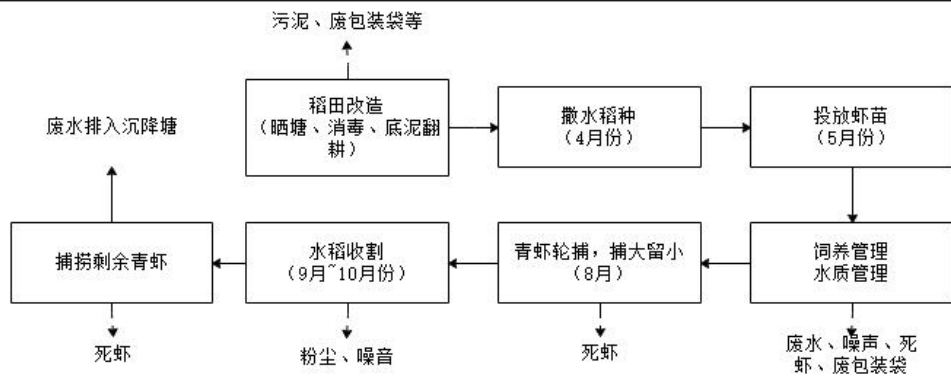 污泥、废包装袋等
稻田改造
（晒塘、消毒、底泥翻
耕）
撒水稻种
（4月份）
投放虾苗
（5月份）
废水排入沉降塘
捕捞剩余青虾
水稻收割
（9月~10月份）
青虾轮捕，捕大留小
（8月）
饲养管理
水质管理
死虾
粉尘、噪音
死虾
废水、噪声、死
虾、废包装袋